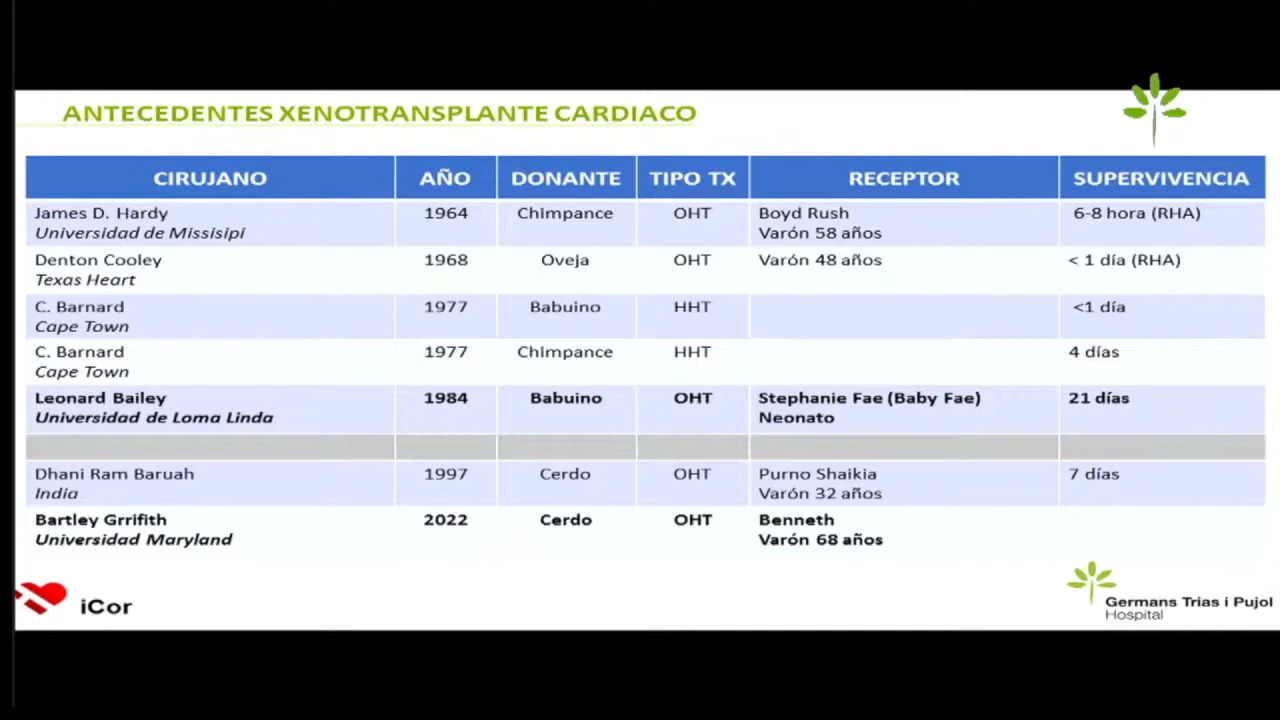 ANTECEDENTES XENOTRANSPLANTE CARDIACO
CIRUJANO AÑO DONANTE TIPO TX RECEPTOR SUPERVIVENCIA
James D. Hardy 1964 Chimpance OHT Boyd Rush 6-8 hora (RHA)
Universidad de Missisipi Varón 58 años
Denton Cooley 1968 Oveja OHT Varón 48 años < 1 día (RHA)
Texas Heart
C. Barnard 1977 Babuino HHT <1 día
Cape Town
C. Barnard 1977 Chimpance HHT 4 días
Cape Town
Leonard Bailey 1984 Babuino OHT Stephanie Fae (Baby Fae) 21 días
Universidad de Loma Linda Neonato
Dhani Ram Baruah 1997 Cerdo OHT Purno Shaikia 7 días
India Varón 32 años
Bartley Grrifith 2022 Cerdo OHT Benneth
Universidad Maryland Varón 68 años
iCor
Germans Trias i Pujol
Hospital